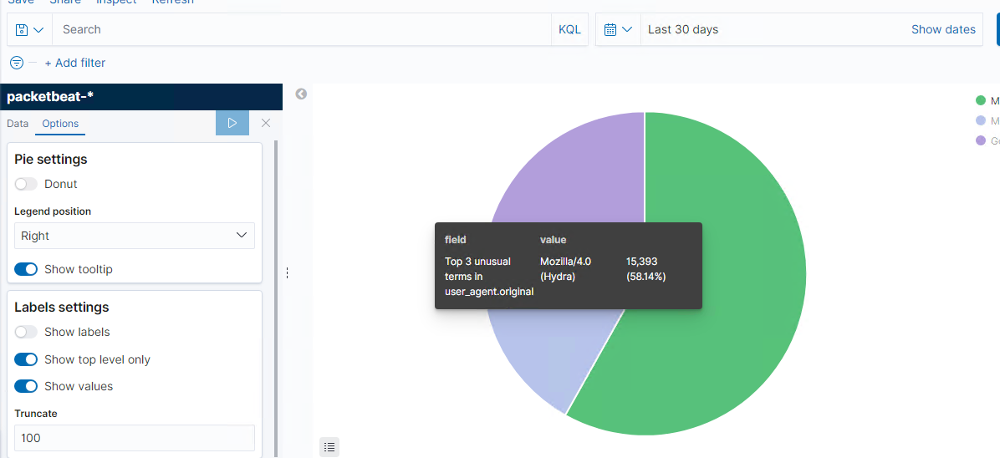 Save Share Inspect Refresh
Search KQL Last 30 days Show dates
+ Add filter
packetbeat-*
Data Options
Pie settings
Donut
Legend position
Right
Show tooltip
Labels settings
Show labels
Show top level only
Show values
Truncate
100
field value
Top 3 unusual terms in user_agent.original Mozilla/4.0 (Hydra) 15,393 (58.14%)
M
M